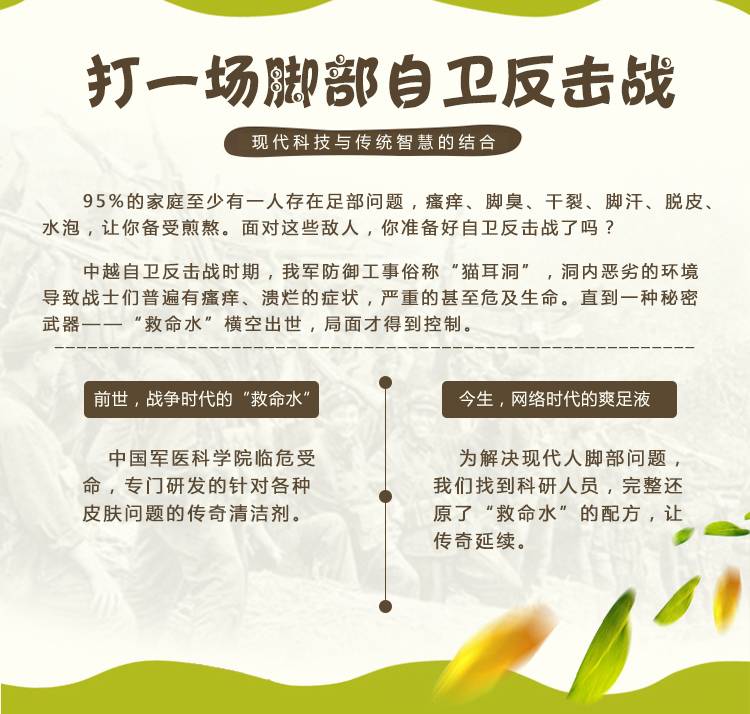 打一场脚部自卫反击战
现代科技与传统智慧的结合
95%的家庭至少有一人存在足部问题，瘙痒、脚臭、干裂、脚汗、脱皮、
水泡，让你备受煎熬。面对这些敌人，你准备好自卫反击战了吗？
中越自卫反击战时期，我军防御工事俗称“猫耳洞”，洞内恶劣的环境
导致战士们普遍有瘙痒、溃烂的症状，严重的甚至危及生命。直到一种秘密
武器——“救命水”横空出世，局面才得到控制。
前世，战争时代的“救命水”
中国军医科学院临危受
命，专门研发的针对各种
皮肤问题的传奇清洁剂。
今生，网络时代的爽足液
为解决现代人脚部问题，
我们找到科研人员，完整还
原了“救命水”的配方，让
传奇延续。